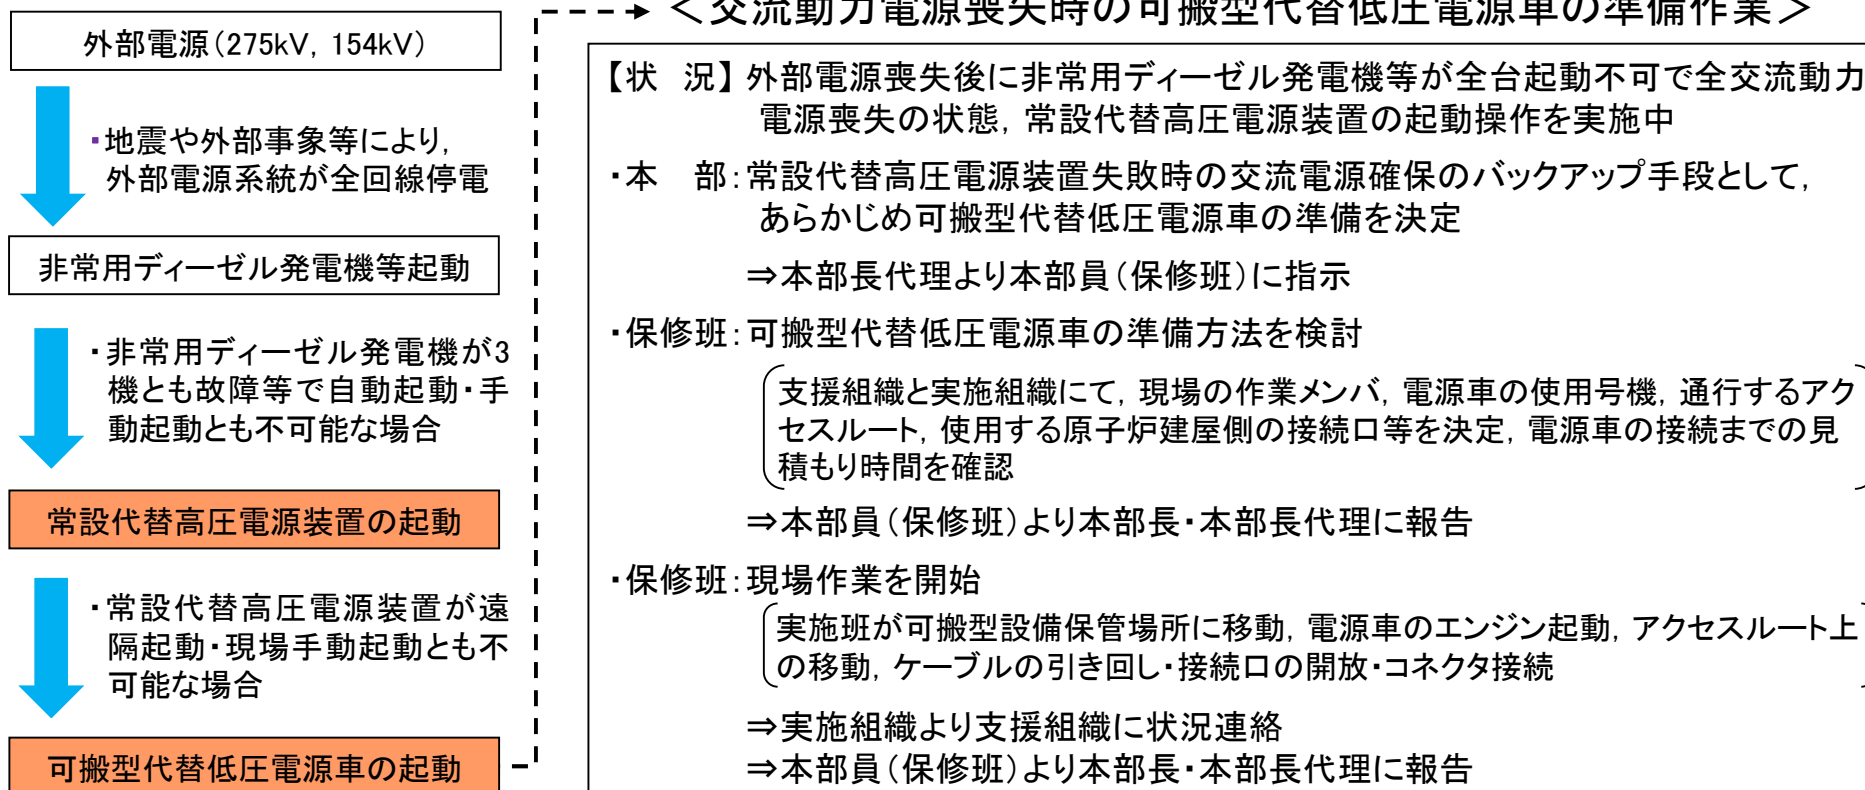 外部電源(275kV, 154kV)
・地震や外部事象等により,
外部電源系統が全回線停電
非常用ディーゼル発電機等起動
・非常用ディーゼル発電機が3
機とも故障等で自動起動・手
動起動とも不可能な場合
常設代替高圧電源装置の起動
・常設代替高圧電源装置が遠
隔起動・現場手動起動とも不
可能な場合
可搬型代替低圧電源車の起動
<交流動力電源喪失時の可搬型代替低圧電源車の準備作業>
【状 況】外部電源喪失後に非常用ディーゼル発電機等が全台起動不可で全交流動力
電源喪失の状態, 常設代替高圧電源装置の起動操作を実施中
・本 部:常設代替高圧電源装置失敗時の交流電源確保のバックアップ手段として,
あらかじめ可搬型代替低圧電源車の準備を決定
⇒本部長代理より本部員(保修班)に指示
・保修班:可搬型代替低圧電源車の準備方法を検討
支援組織と実施組織にて, 現場の作業メンバ, 電源車の使用号機, 通行するアク
セスルート, 使用する原子炉建屋側の接続口等を決定, 電源車の接続までの見
積もり時間を確認
⇒本部員(保修班)より本部長・本部長代理に報告
・保修班:現場作業を開始
実施班が可搬型設備保管場所に移動, 電源車のエンジン起動, アクセスルート上
の移動, ケーブルの引き回し・接続口の開放・コネクタ接続
⇒実施組織より支援組織に状況連絡
⇒本部員(保修班)より本部長・本部長代理に報告